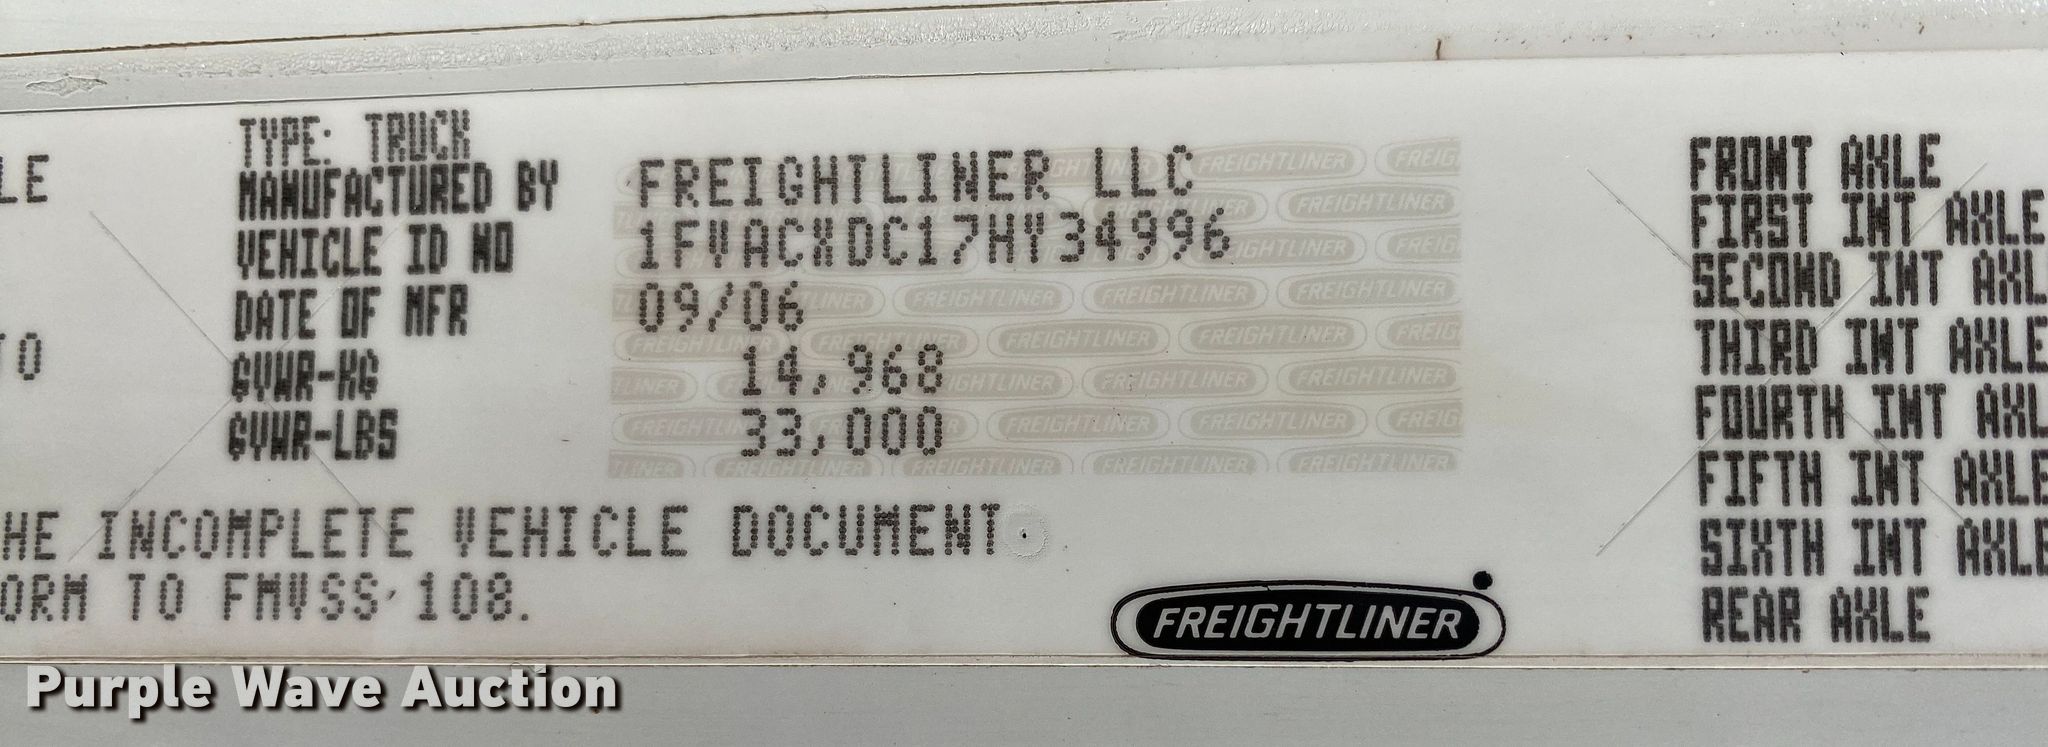 LE
TO
HE INCOMPLETE VEHICLE DOCUMENT
ORM TO FMVSS 108.
TYPE: TRUCK
MANUFACTURED BY FREIGHTLINER LLC
VEHICLE ID NO 1FVACXDC17HY34996
DATE OF MFR 09/06
GVWR-KG 14,968
GVWR-LBS 33,000
FREIGHTLINER
FRONT AXLE
FIRST INT AXLE
SECOND INT AXL
THIRD INT AXLE
FOURTH INT AXL
FIFTH INT AXLE
SIXTH INT AXLE
REAR AXLE
Purple Wave Auction